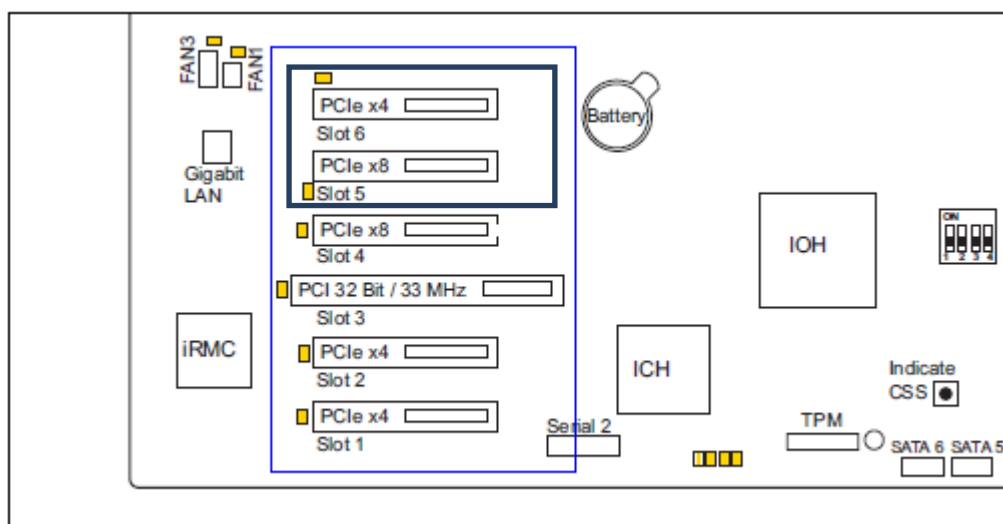 FAN3
FAN1
PCIe x4
Slot 6
Battery
PCIe x8
Slot 5
Gigabit
LAN
PCIe x8
Slot 4
IOH
ON
1 2 3 4
PCI 32 Bit / 33 MHz
Slot 3
iRMC
PCIe x4
Slot 2
ICH
Indicate
CSS
PCIe x4
Slot 1
Serial 2
TPM
SATA 6 SATA 5